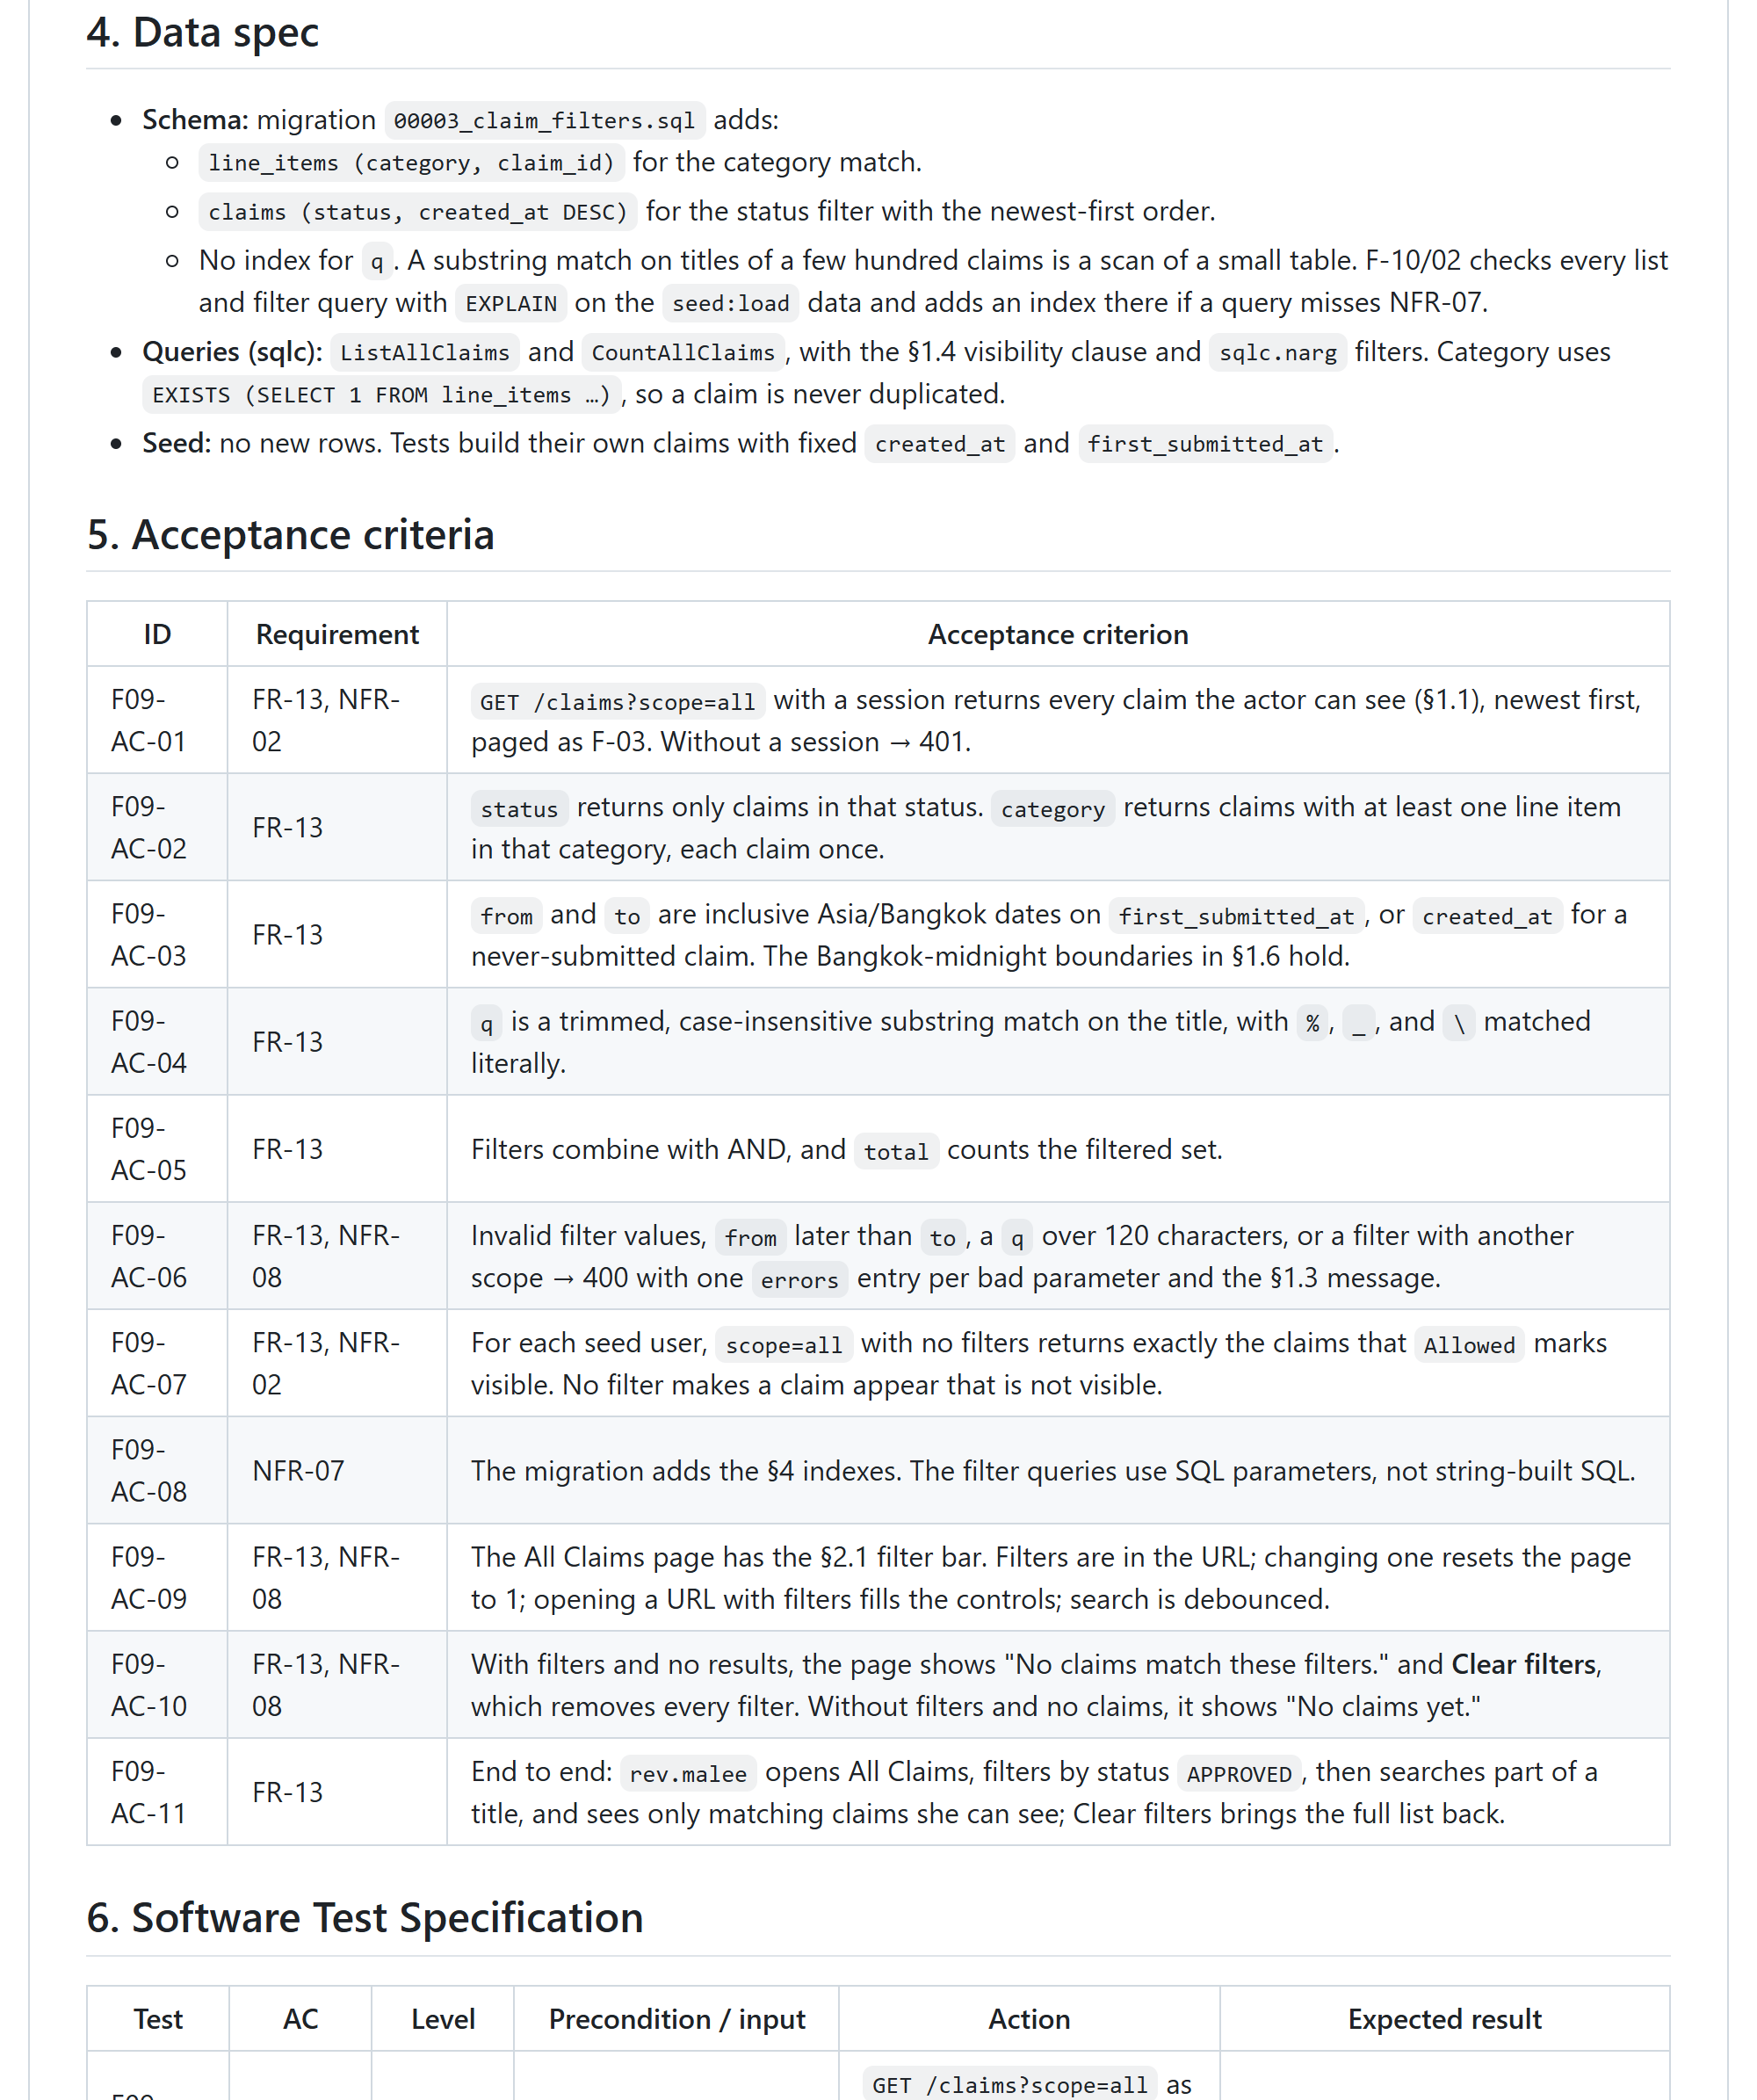 4. Data spec
Schema: migration 00003_claim_filters.sql adds:
line_items (category, claim_id) for the category match.
claims (status, created_at DESC) for the status filter with the newest-first order.
No index for q. A substring match on titles of a few hundred claims is a scan of a small table. F-10/02 checks every list
and filter query with EXPLAIN on the seed:load data and adds an index there if a query misses NFR-07.
Queries (sqlc): ListAllClaims and CountAllClaims, with the §1.4 visibility clause and sqlc.narg filters. Category uses
EXISTS (SELECT 1 FROM line_items …), so a claim is never duplicated.
Seed: no new rows. Tests build their own claims with fixed created_at and first_submitted_at.
5. Acceptance criteria
ID Requirement Acceptance criterion
F09-
AC-01
FR-13, NFR-
02
GET /claims?scope=all with a session returns every claim the actor can see (§1.1), newest first,
paged as F-03. Without a session → 401.
F09-
AC-02
FR-13
status returns only claims in that status. category returns claims with at least one line item
in that category, each claim once.
F09-
AC-03
FR-13
from and to are inclusive Asia/Bangkok dates on first_submitted_at, or created_at for a
never-submitted claim. The Bangkok-midnight boundaries in §1.6 hold.
F09-
AC-04
FR-13
q is a trimmed, case-insensitive substring match on the title, with %, _, and \ matched
literally.
F09-
AC-05
FR-13
Filters combine with AND, and total counts the filtered set.
F09-
AC-06
FR-13, NFR-
08
Invalid filter values, from later than to, a q over 120 characters, or a filter with another
scope → 400 with one errors entry per bad parameter and the §1.3 message.
F09-
AC-07
FR-13, NFR-
02
For each seed user, scope=all with no filters returns exactly the claims that Allowed marks
visible. No filter makes a claim appear that is not visible.
F09-
AC-08
NFR-07
The migration adds the §4 indexes. The filter queries use SQL parameters, not string-built SQL.
F09-
AC-09
FR-13, NFR-
08
The All Claims page has the §2.1 filter bar. Filters are in the URL; changing one resets the page
to 1; opening a URL with filters fills the controls; search is debounced.
F09-
AC-10
FR-13, NFR-
08
With filters and no results, the page shows "No claims match these filters." and Clear filters,
which removes every filter. Without filters and no claims, it shows "No claims yet."
F09-
AC-11
FR-13
End to end: rev.malee opens All Claims, filters by status APPROVED, then searches part of a
title, and sees only matching claims she can see; Clear filters brings the full list back.
6. Software Test Specification
Test AC Level Precondition / input Action Expected result
GET /claims?scope=all as